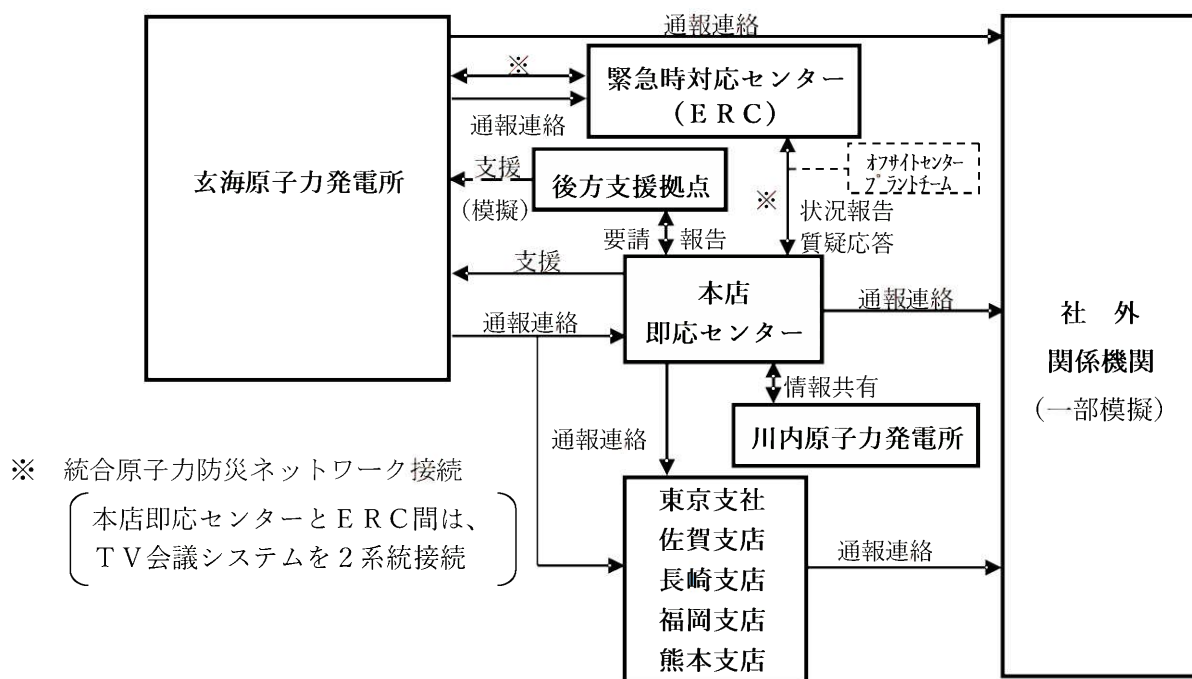 通報連絡
※
緊急時対応センター
(ＥＲＣ)
通報連絡
オフサイトセンター
プラントチーム
玄海原子力発電所
支援
(模擬)
後方支援拠点
※
状況報告
質疑応答
要請
報告
支援
本店
即応センター
通報連絡
通報連絡
社　外
関係機関
(一部模擬)
情報共有
川内原子力発電所
通報連絡
※　統合原子力防災ネットワーク接続
本店即応センターとＥＲＣ間は、
ＴＶ会議システムを２系統接続
東京支社
佐賀支店
長崎支店
福岡支店
熊本支店
通報連絡